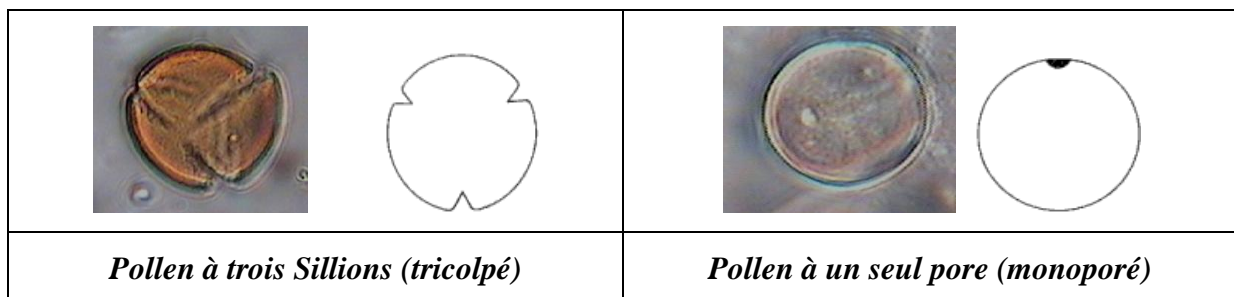 Pollen à trois Sillions (tricolpé)
Pollen à un seul pore (monoporé)